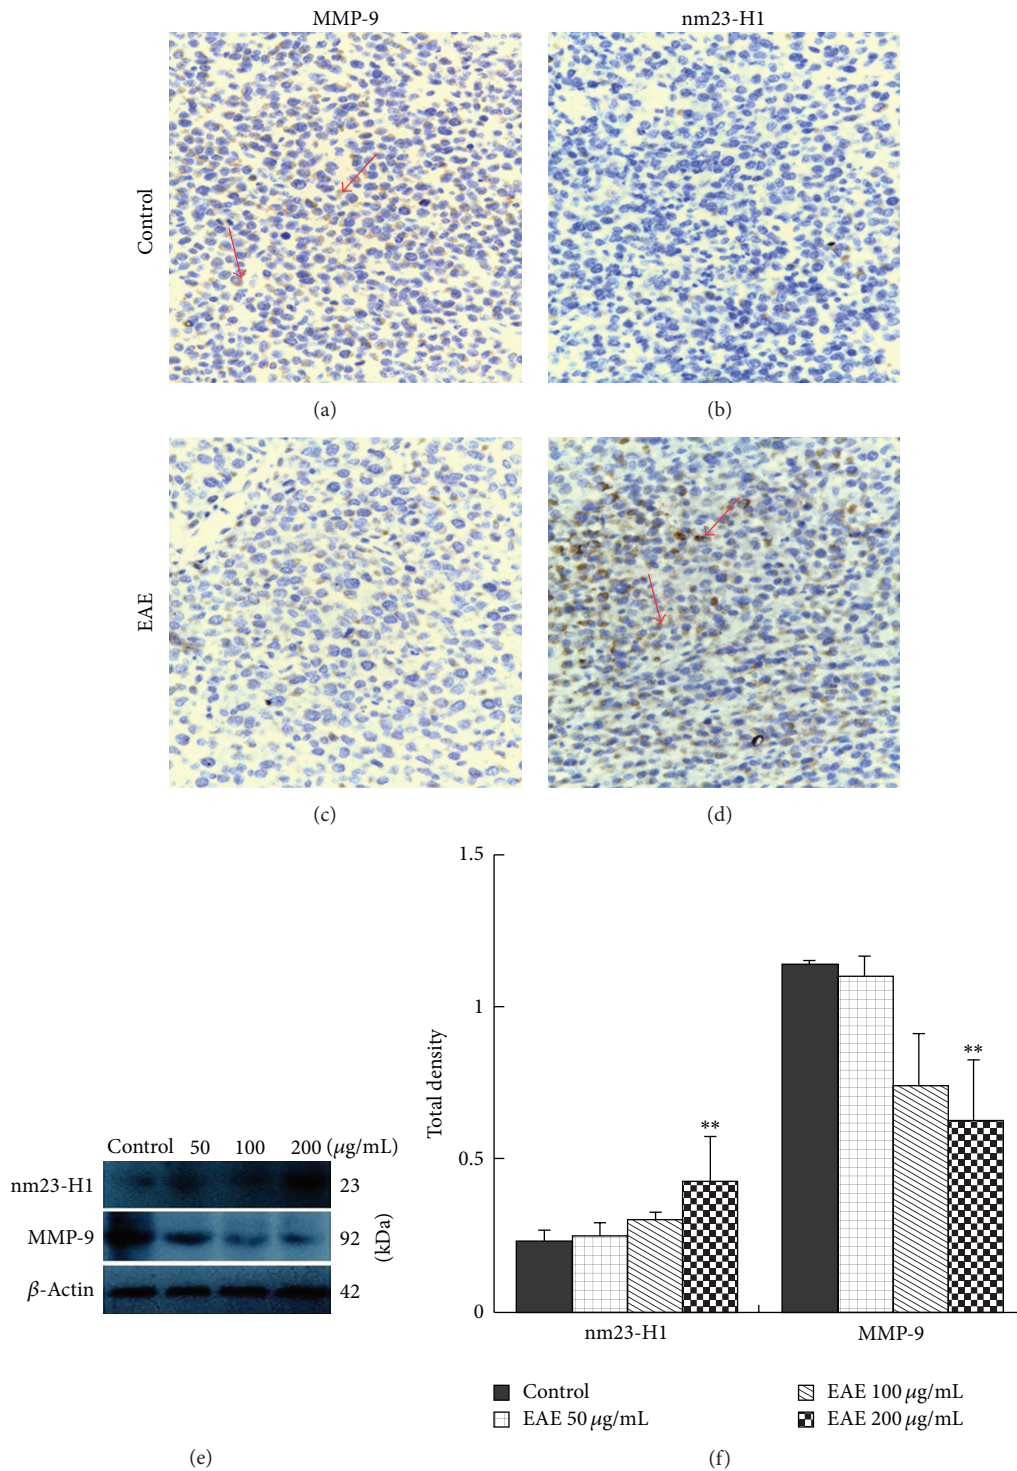 MMP-9 nm23-H1
Control
(a) (b)
EAE
(c) (d)
Control 50 100 200 (μg/mL)
nm23-H1 23
MMP-9 92
β-Actin 42
(kDa)
(e)
1.5
1
0.5
0
Total density
**
**
nm23-H1 MMP-9
Control EAE 100 μg/mL
EAE 50 μg/mL EAE 200 μg/mL
(f)